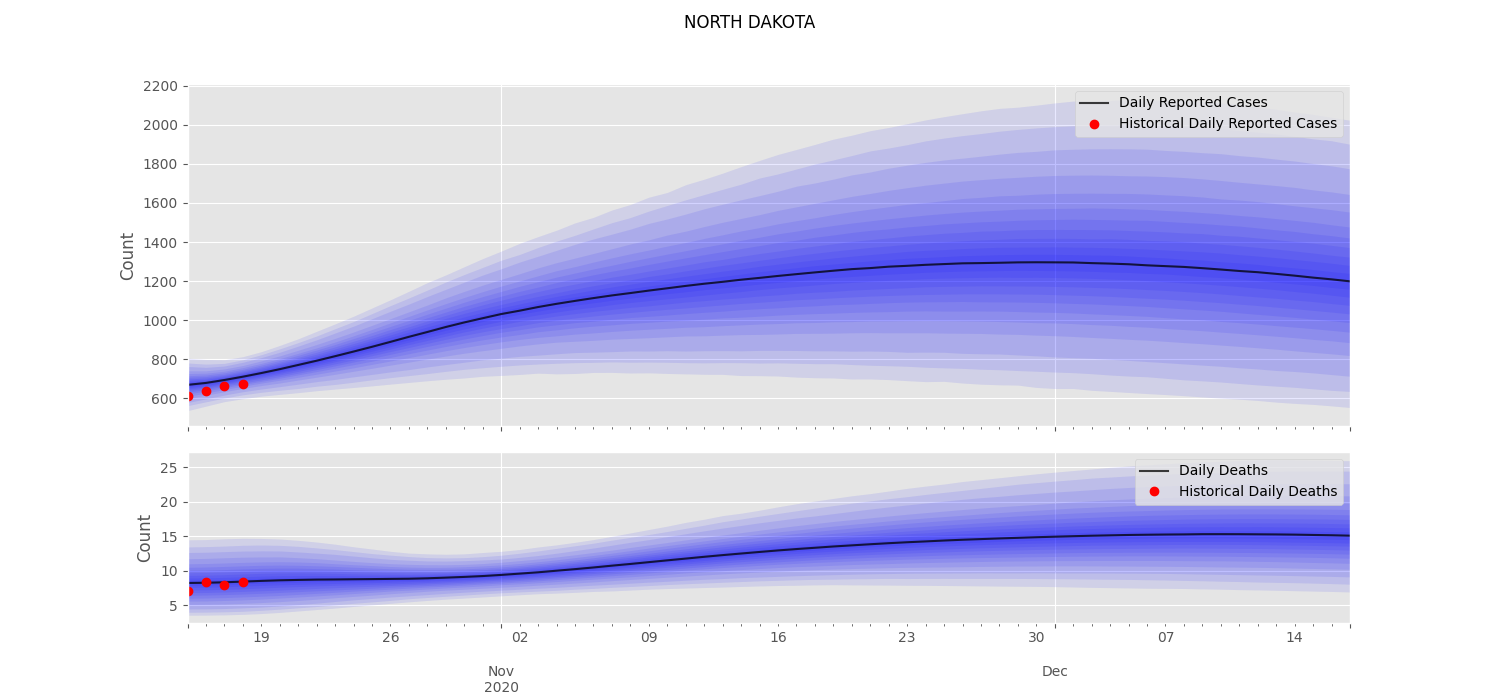 NORTH DAKOTA
2200
2000
1800
1600
1400
1200
1000
800
600
Count
Daily Reported Cases
Historical Daily Reported Cases
25
20
15
10
5
Count
Daily Deaths
Historical Daily Deaths
19 26 02 09 16 23 30 07 14
Nov Dec
2020